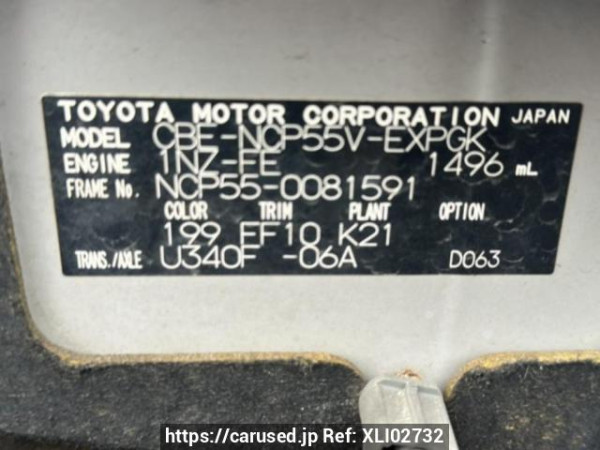 TOYOTA MOTOR CORPORATION JAPAN
MODEL CBE-NCP55V-EXPGK
ENGINE 1NZ-FE 1496 mL
FRAME No. NCP55-0081591
COLOR TRIM PLANT OPTION
199 FF10 K21
TRANS./AXLE U340F -06A D063
https://carused.jp Ref: XLI02732